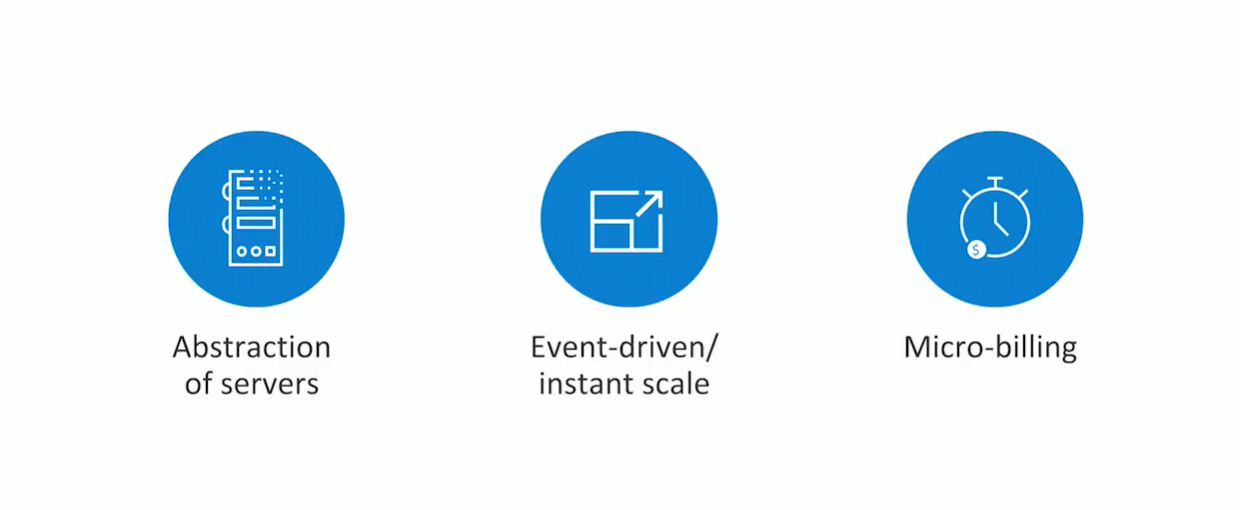 Abstraction
of servers
Event-driven/
instant scale
Micro-billing
$